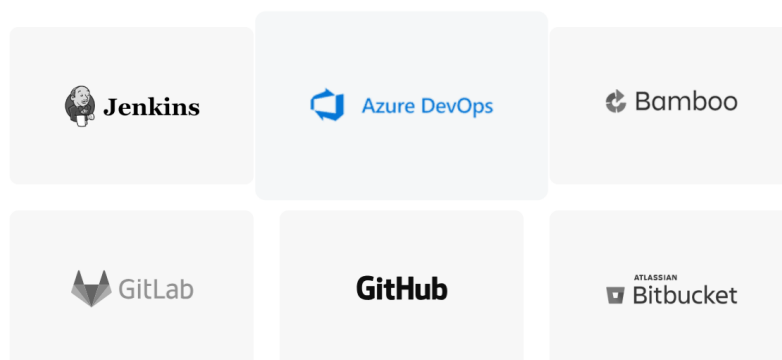 Jenkins
Azure DevOps
Bamboo
GitLab
GitHub
ATLASSIAN
Bitbucket